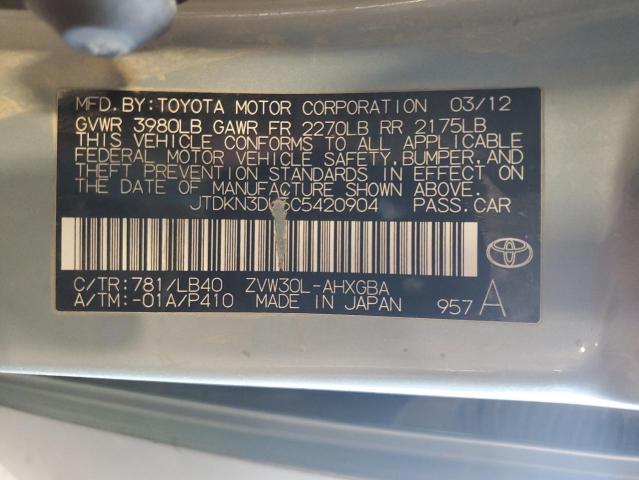 MFD. BY: TOYOTA MOTOR CORPORATION 03/12
GVWR 3980LB GAWR FR 2270LB RR 2175LB
THIS VEHICLE CONFORMS TO ALL APPLICABLE
FEDERAL MOTOR VEHICLE SAFETY, BUMPER, AND
THEFT PREVENTION STANDARDS IN EFFECT ON
THE DATE OF MANUFACTURE SHOWN ABOVE.
PASS. CAR
C/TR: 781/LB40 ZVW30L-AHXGBA
A/TM: -01A/P410 MADE IN JAPAN 957 A